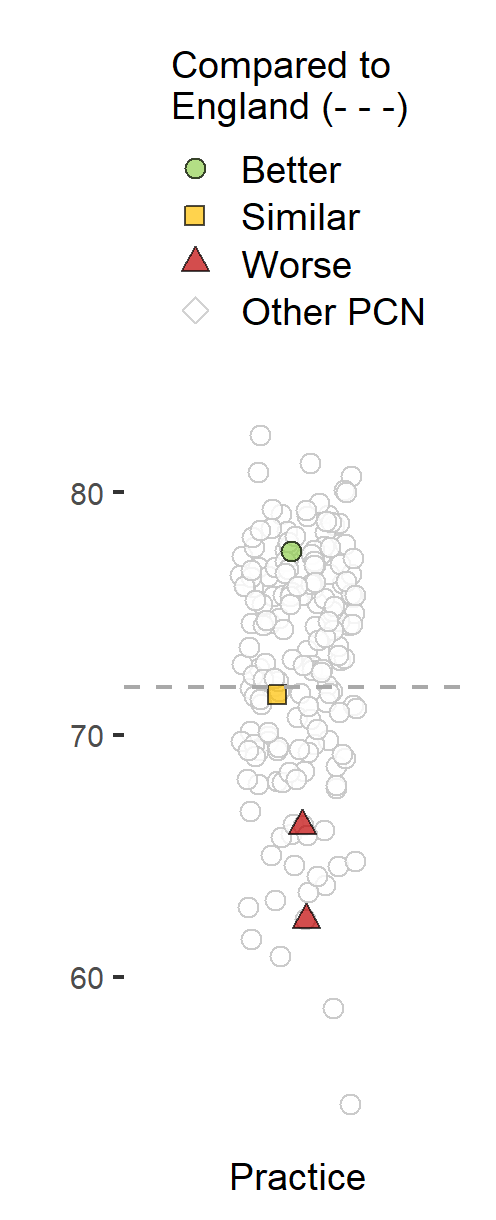 Compared to
England (- - -)
Better
Similar
Worse
Other PCN
80
70
60
Practice